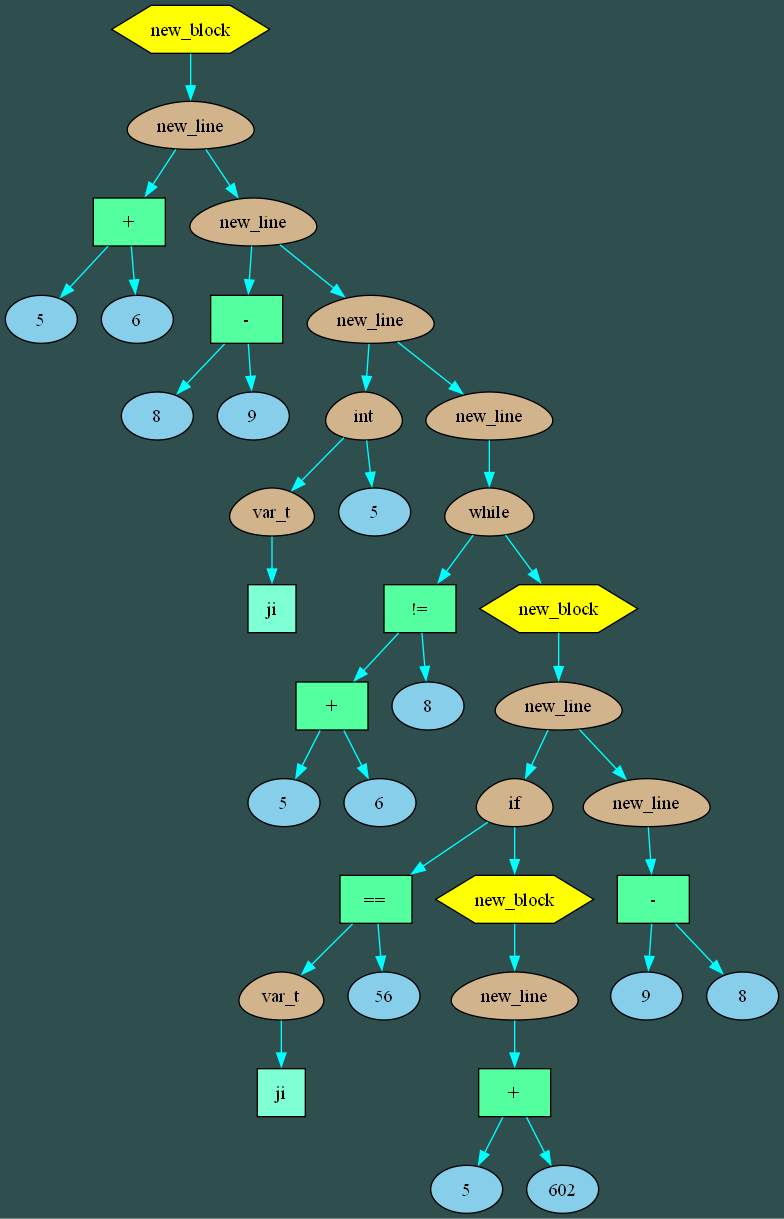 new_block
new_line
+ new_line
5 6 - new_line
8 9 int new_line
var_t 5 while
ji != new_block
+ 8 new_line
5 6 if new_line
== new_block -
var_t 56 new_line 9 8
ji +
5 602